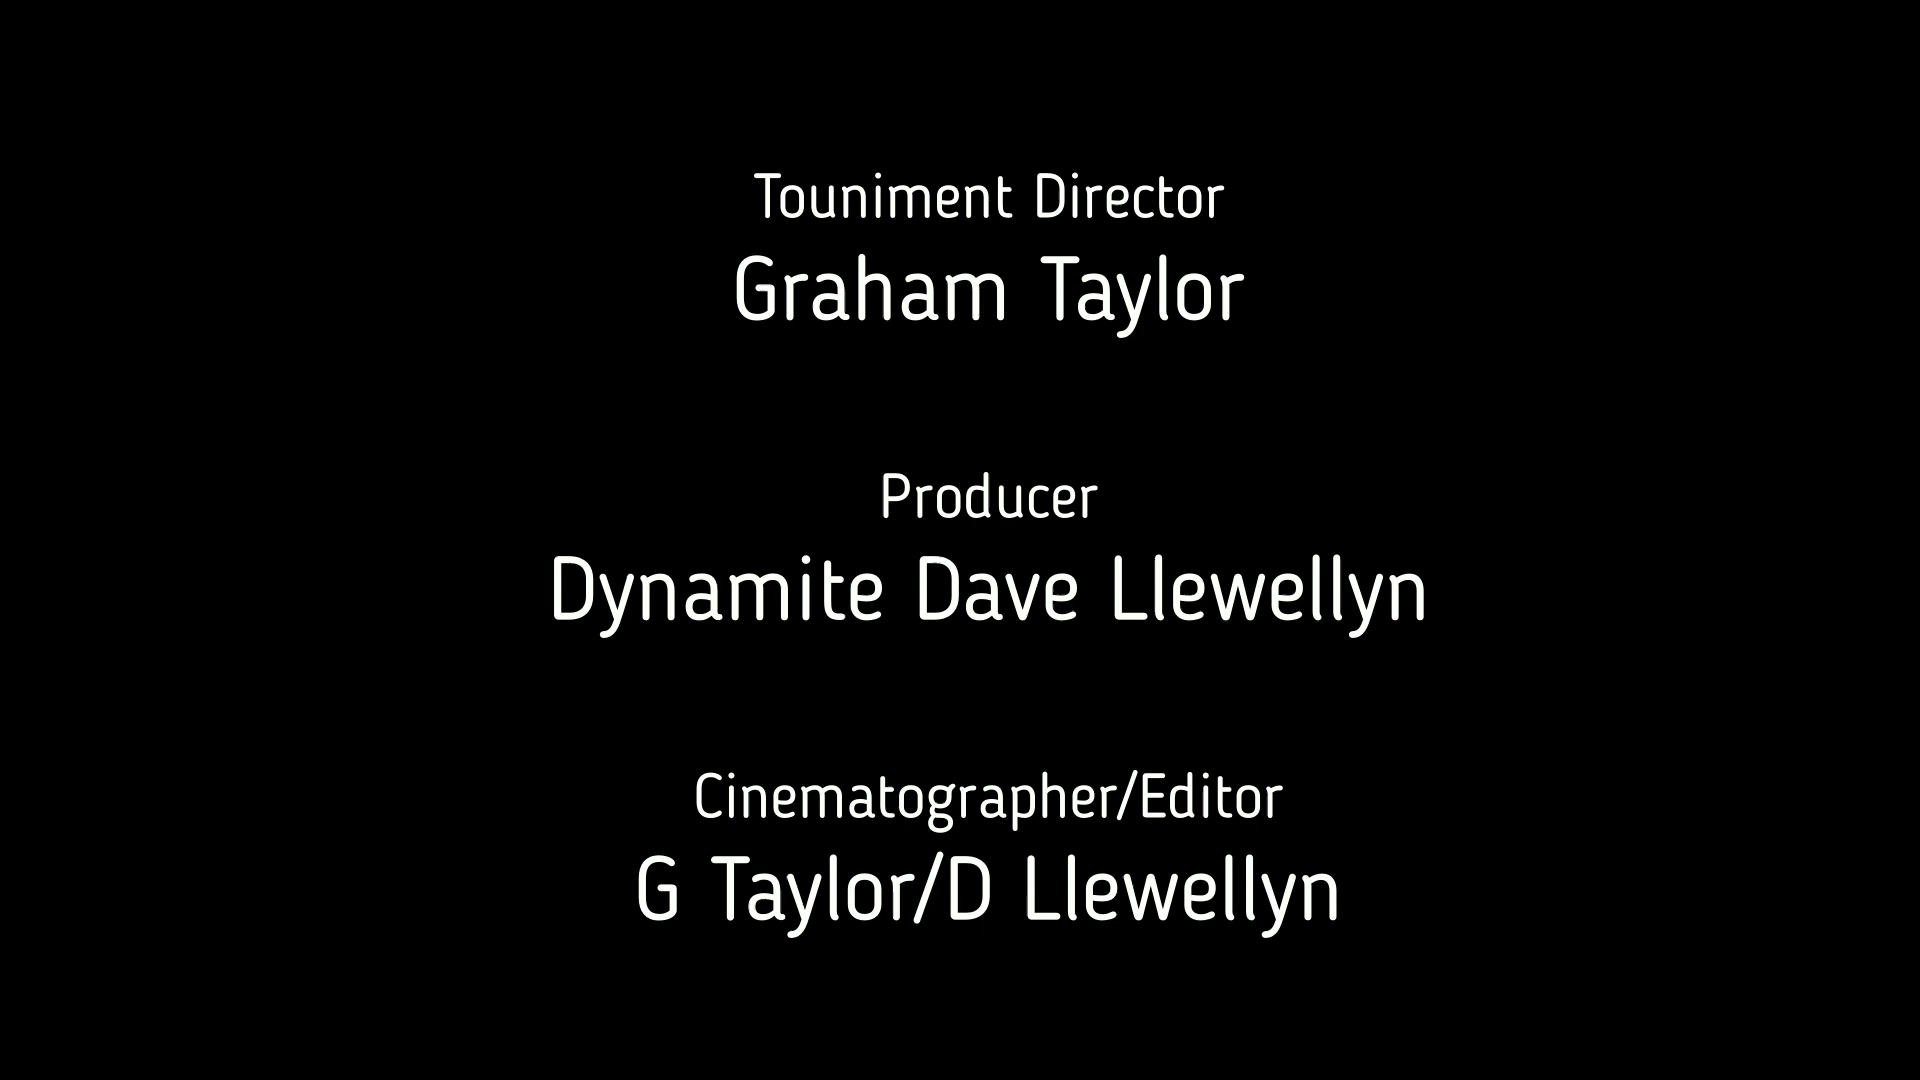 Touniment Director
Graham Taylor
Producer
Dynamite Dave Llewellyn
Cinematographer/Editor
G Taylor/D Llewellyn